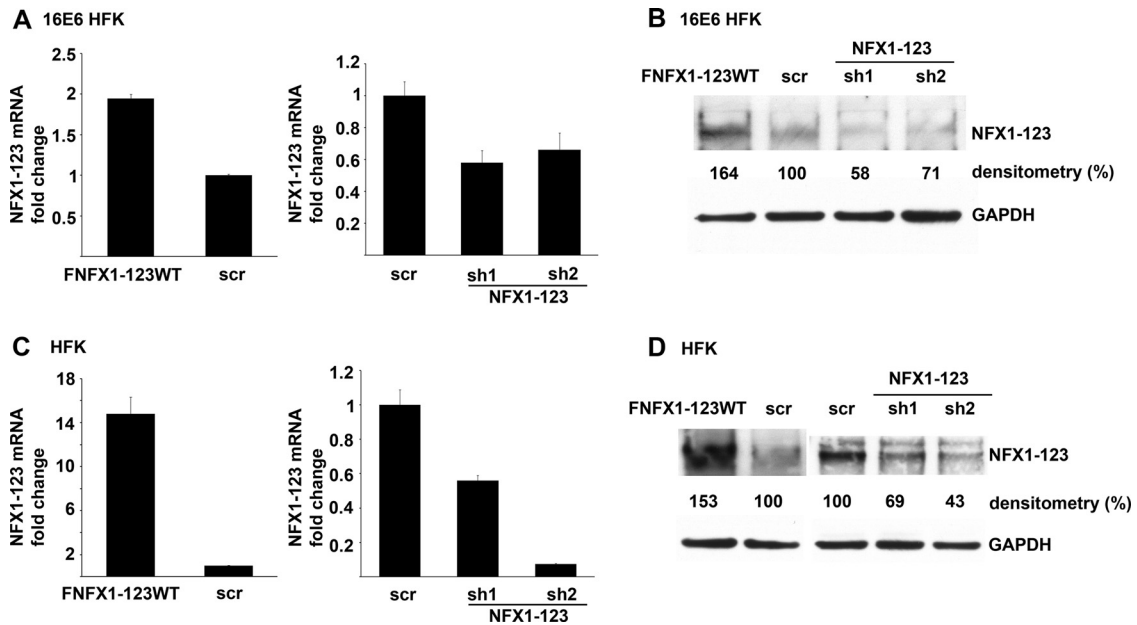 A 16E6 HFK
NFX1-123 mRNA
fold change
2.5
2
1.5
1
0.5
FNFX1-123WT scr
NFX1-123 mRNA
fold change
1.2
1
0.8
0.6
0.4
0.2
scr sh1 sh2
NFX1-123
B 16E6 HFK
NFX1-123
FNFX1-123WT scr sh1 sh2
NFX1-123
164 100 58 71 densitometry (%)
GAPDH
C HFK
NFX1-123 mRNA
fold change
18
14
10
6
2
FNFX1-123WT scr
NFX1-123 mRNA
fold change
1.2
1
0.8
0.6
0.4
0.2
scr sh1 sh2
NFX1-123
D HFK
NFX1-123
FNFX1-123WT scr scr sh1 sh2
NFX1-123
153 100 100 69 43 densitometry (%)
GAPDH